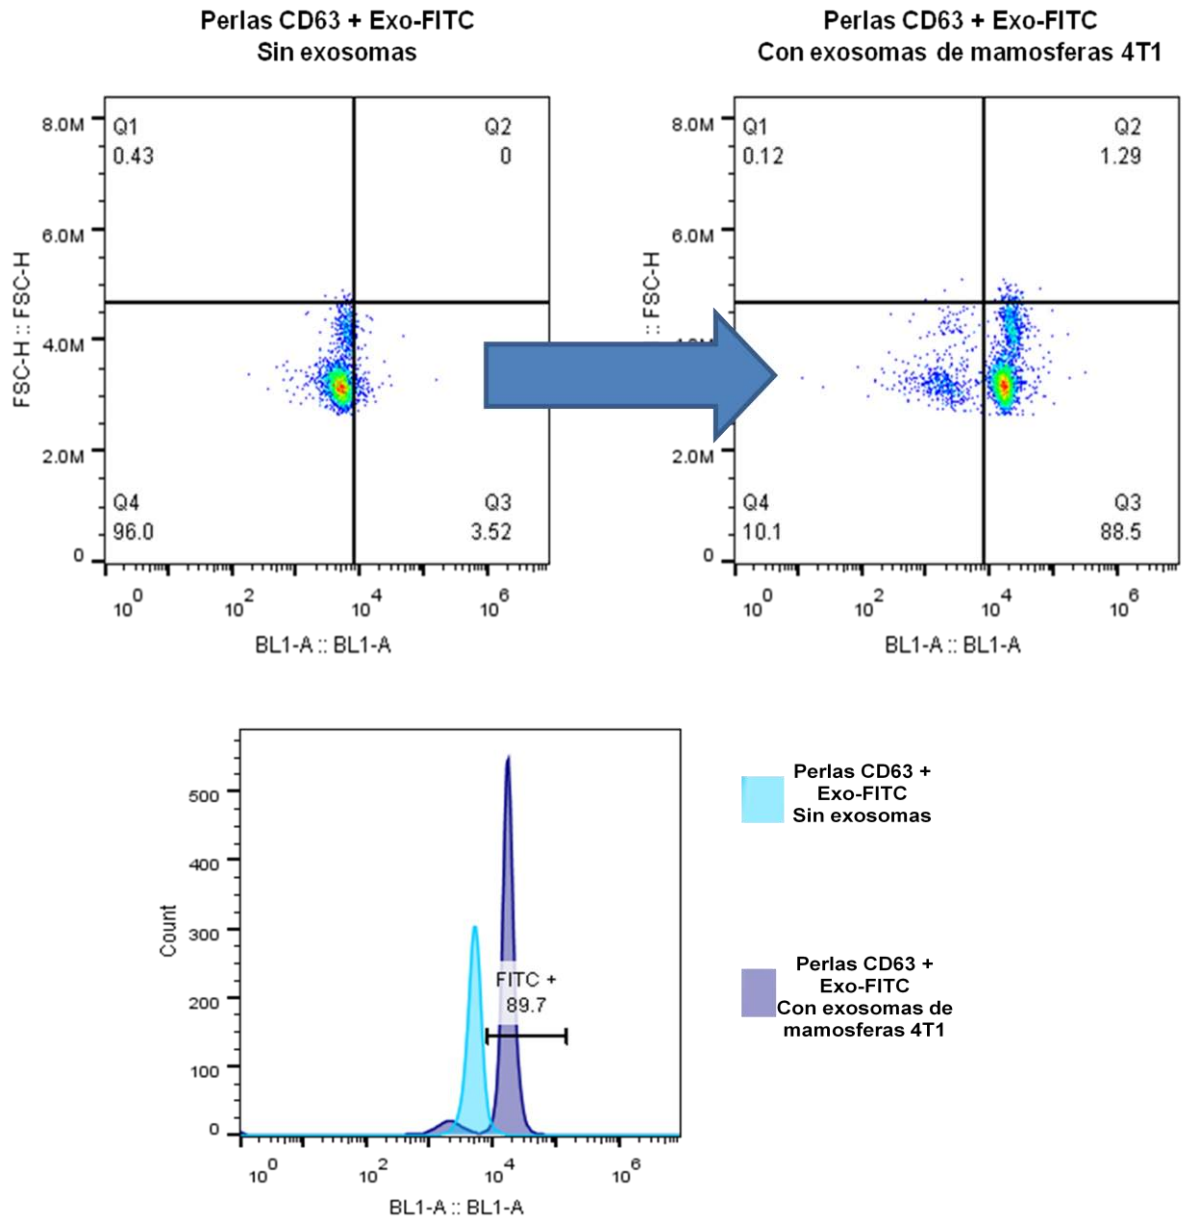 Perlas CD63 + Exo-FITC
Sin exosomas
Perlas CD63 + Exo-FITC
Con exosomas de mamosferas 4T1
8.0M
6.0M
4.0M
2.0M
0
FSC-H :: FSC-H
Q1
0.43
Q2
0
Q4
96.0
Q3
3.52
10^0
10^2
10^4
10^6
BL1-A :: BL1-A
8.0M
6.0M
2.0M
0
:: FSC-H
Q1
0.12
Q2
1.29
Q4
10.1
Q3
88.5
10^0
10^2
10^4
10^6
BL1-A :: BL1-A
500
400
300
200
100
0
Count
FITC +
89.7
10^0
10^2
10^4
10^6
BL1-A :: BL1-A
Perlas CD63 +
Exo-FITC
Sin exosomas
Perlas CD63 +
Exo-FITC
Con exosomas de
mamosferas 4T1